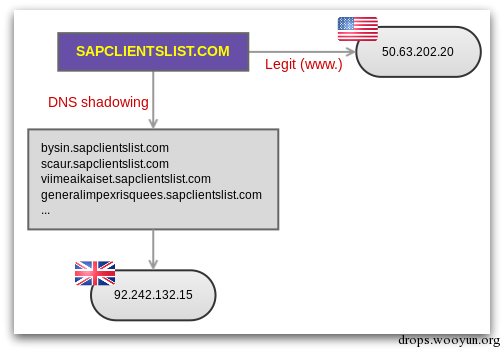 SAPCLIENTSLIST.COM
Legit (www.)
50.63.202.20
DNS shadowing
bysin.sapclientslist.com
scaur.sapclientslist.com
viimeaikaiset.sapclientslist.com
generalimpexrisquees.sapclientslist.com
...
92.242.132.15
drops.wooyun.org